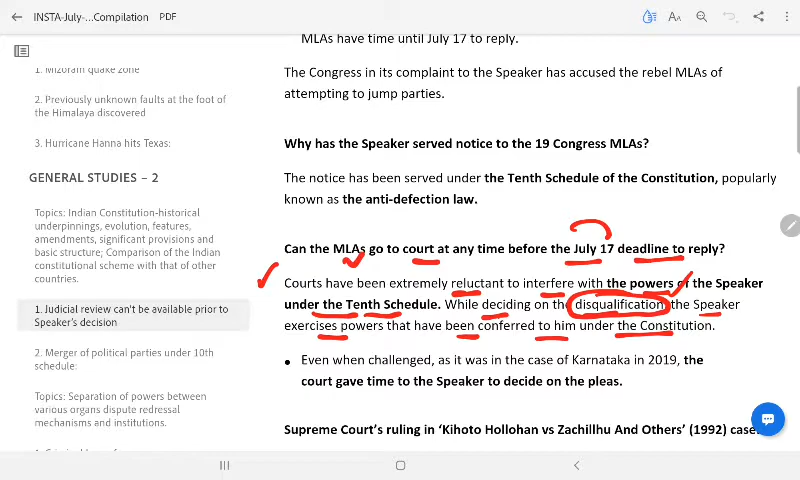 INSTA-July-...Compilation PDF
MLAs have time until July 17 to reply.
1. Mizoram quake zone
2. Previously unknown faults at the foot of
the Himalaya discovered
3. Hurricane Hanna hits Texas:
GENERAL STUDIES – 2
Topics: Indian Constitution-historical
underpinnings, evolution, features,
amendments, significant provisions and
basic structure; Comparison of the Indian
constitutional scheme with that of other
countries.
1. Judicial review can't be available prior to
Speaker's decision
2. Merger of political parties under 10th
schedule:
Topics: Separation of powers between
various organs dispute redressal
mechanisms and institutions.
The Congress in its complaint to the Speaker has accused the rebel MLAs of
attempting to jump parties.
Why has the Speaker served notice to the 19 Congress MLAs?
The notice has been served under the Tenth Schedule of the Constitution, popularly
known as the anti-defection law.
Can the MLAs go to court at any time before the July 17 deadline to reply?
Courts have been extremely reluctant to interfere with the powers of the Speaker
under the Tenth Schedule. While deciding on the disqualification the Speaker
exercises powers that have been conferred to him under the Constitution.
• Even when challenged, as it was in the case of Karnataka in 2019, the
court gave time to the Speaker to decide on the pleas.
Supreme Court's ruling in 'Kihoto Hollohan vs Zachillhu And Others' (1992) case: